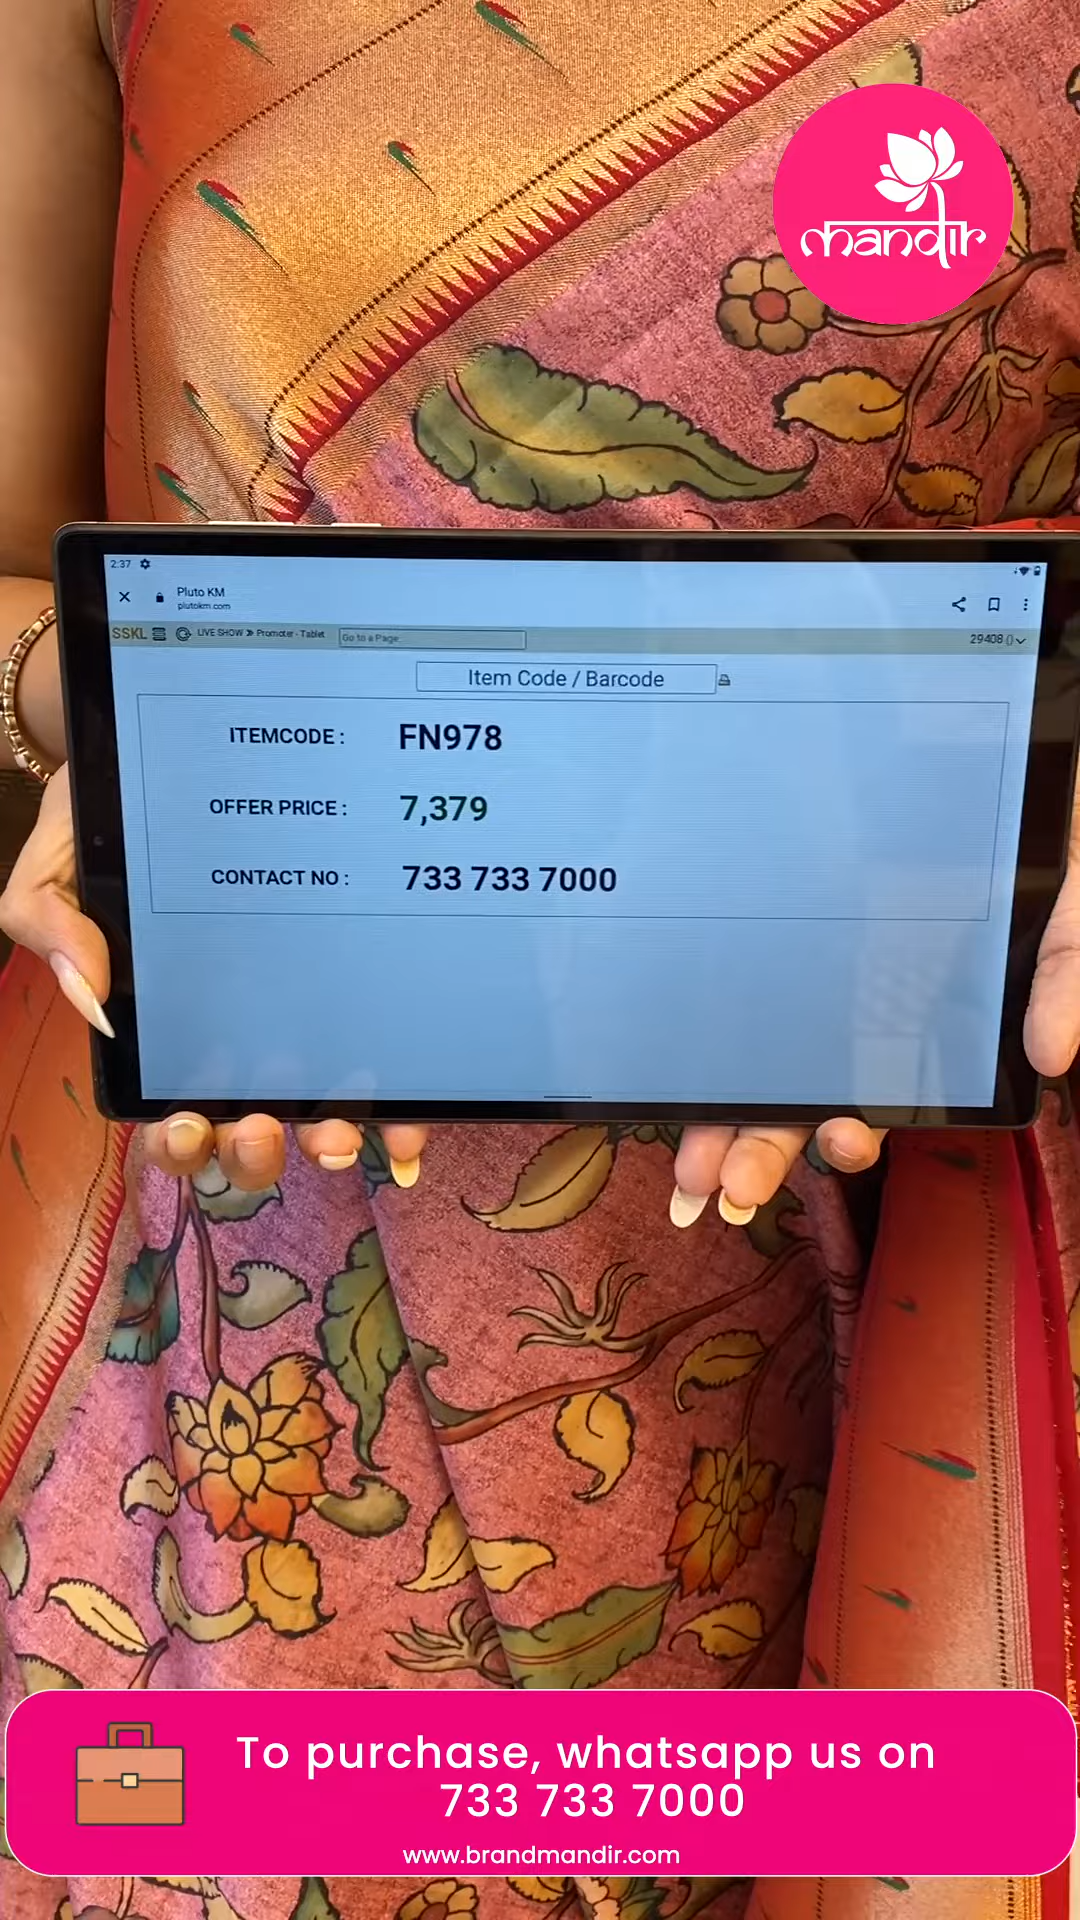 mandir
2:37
Pluto KM
plutokm.com
SSKL LIVE SHOW >> Promoter - Tablet Go to a Page 29408 ()
Item Code / Barcode
ITEMCODE : FN978
OFFER PRICE : 7,379
CONTACT NO : 733 733 7000
To purchase, whatsapp us on
733 733 7000
www.brandmandir.com